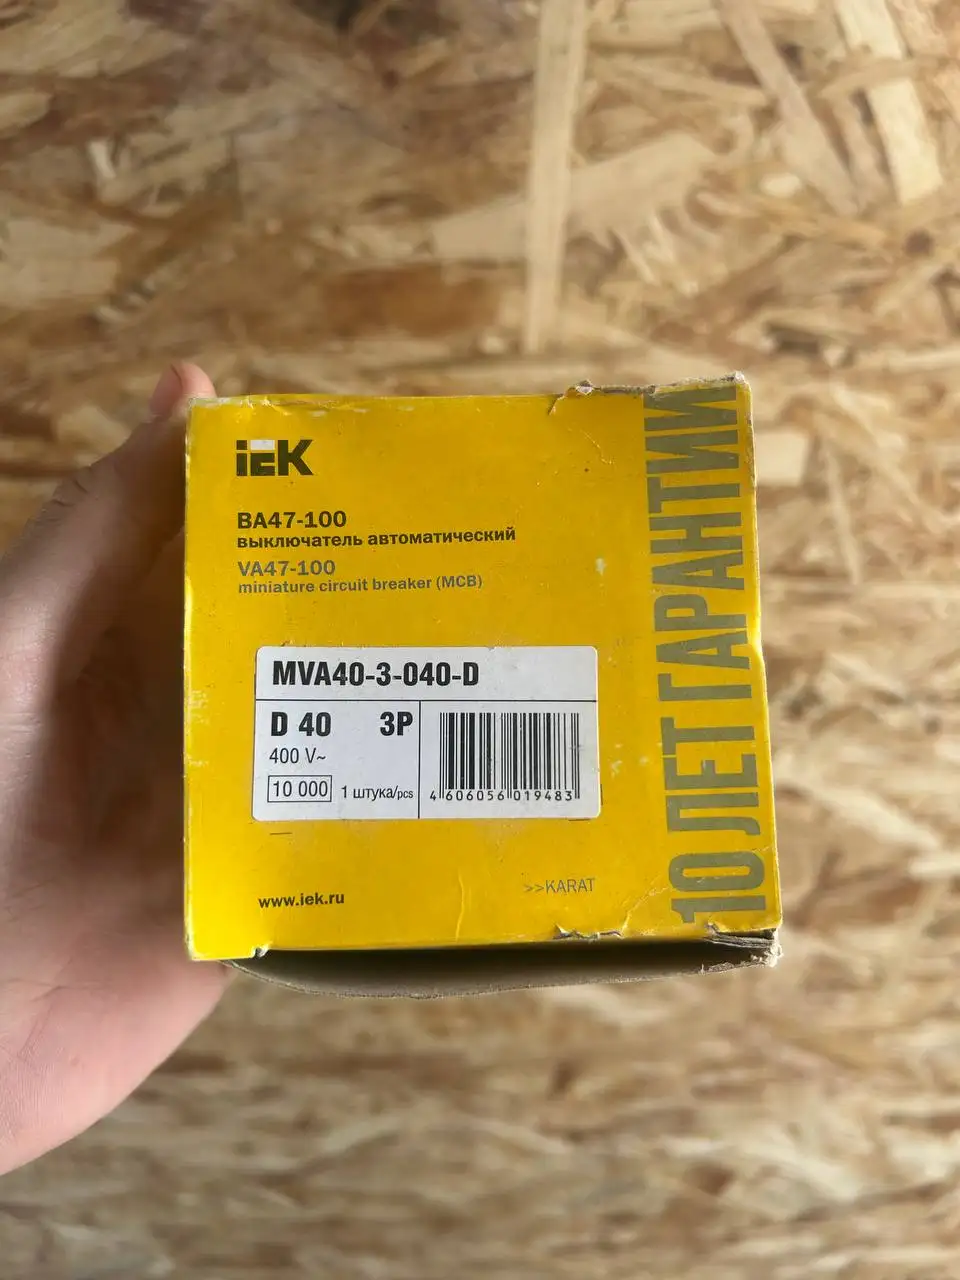 iEK
ВА47-100
выключатель автоматический
VA47-100
miniature circuit breaker (MCB)
MVA40-3-040-D
D 40 3P
400 V~
10 000 1 штука/pcs
4 606056 019483
www.iek.ru
>>KARAT
10 ЛЕТ ГАРАНТИИ